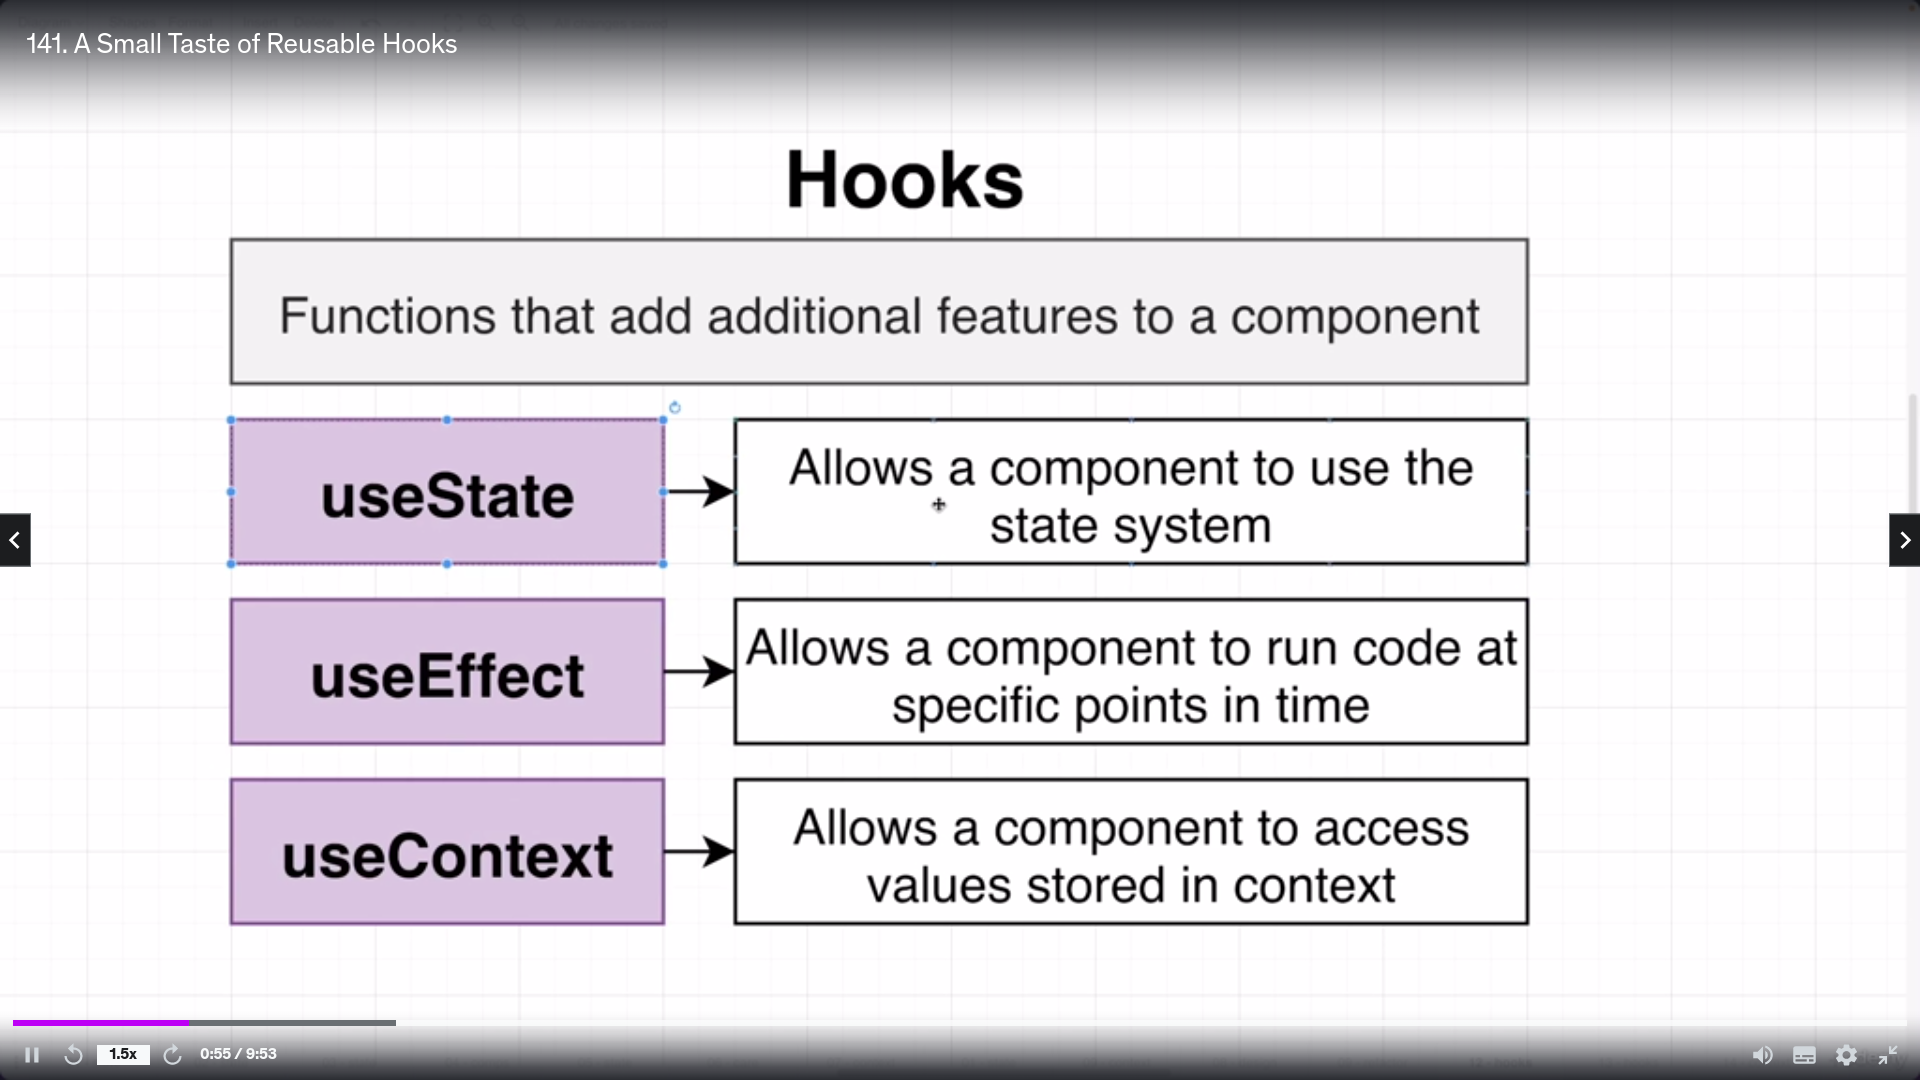 141. A Small Taste of Reusable Hooks
Hooks
Functions that add additional features to a component
useState
Allows a component to use the
state system
useEffect
Allows a component to run code at
specific points in time
useContext
Allows a component to access
values stored in context
1.5x
0:55 / 9:53